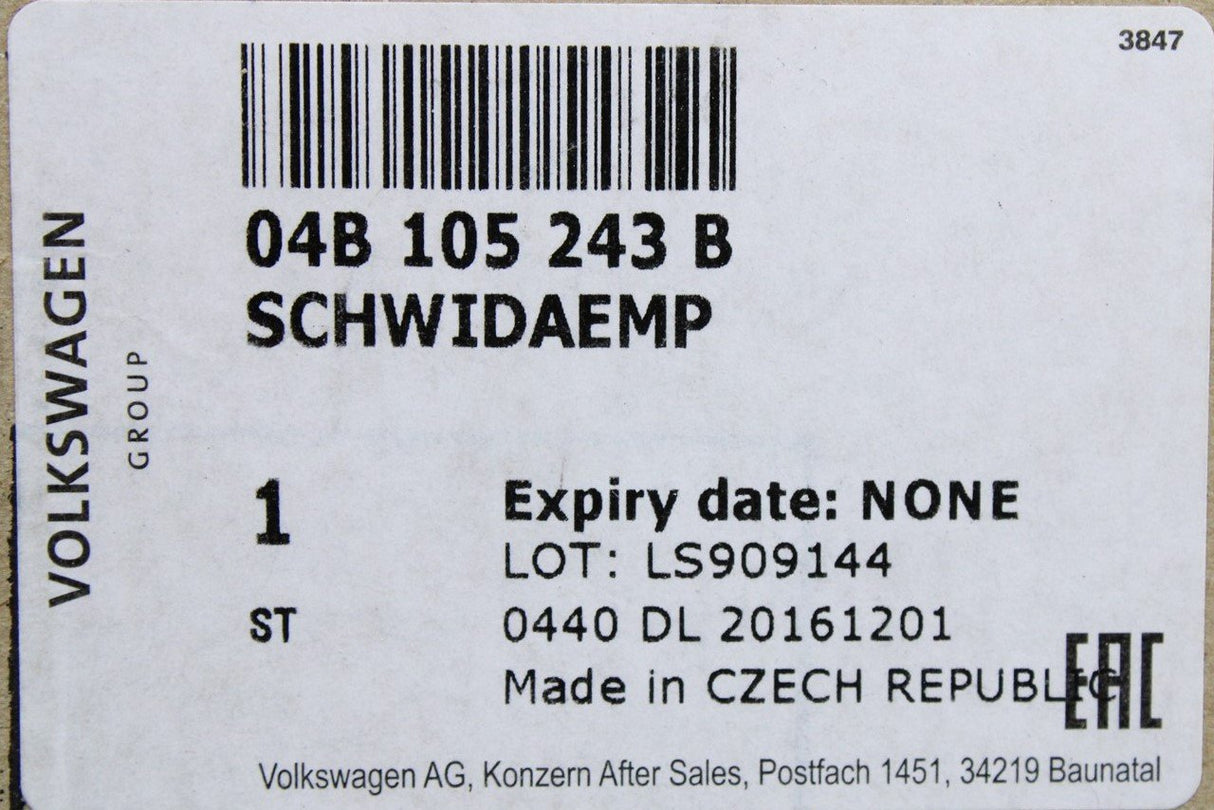 3847
04B 105 243 B
SCHWIDAEMP
VOLKSWAGEN
GROUP
1
Expiry date: NONE
LOT: LS909144
ST
0440 DL 20161201
Made in CZECH REPUBLIC
EAC
Volkswagen AG, Konzern After Sales, Postfach 1451, 34219 Baunatal